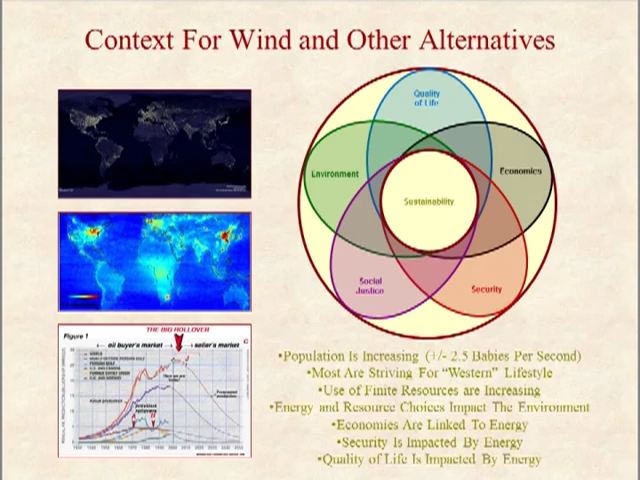 Context For Wind and Other Alternatives
Quality
of Life
Environment
Economics
Sustainability
Social
Justice
Security
Figure 1
THE BIG ROLLOVER
oil buyer's market
seller's market
•Population Is Increasing (+/- 2.5 Babies Per Second)
•Most Are Striving For “Western” Lifestyle
•Use of Finite Resources are Increasing
•Energy and Resource Choices Impact The Environment
•Economies Are Linked To Energy
•Security Is Impacted By Energy
•Quality of Life Is Impacted By Energy